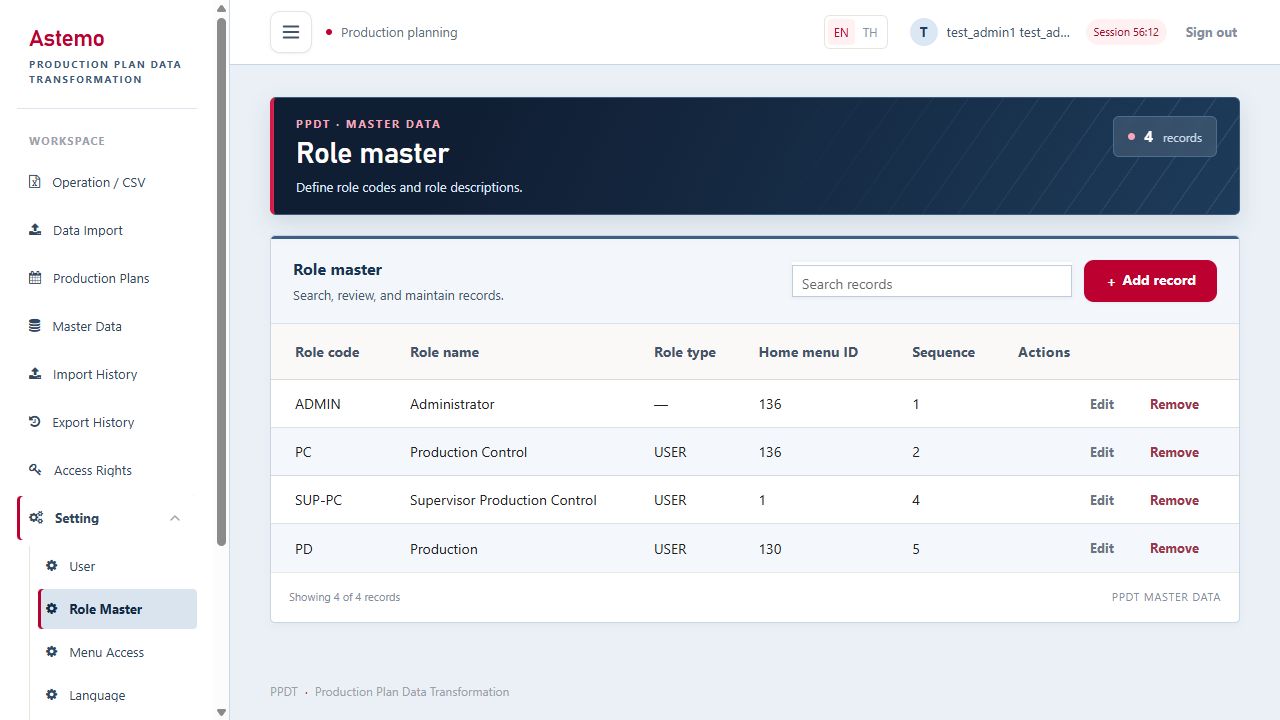 Astemo
PRODUCTION PLAN DATA
TRANSFORMATION
WORKSPACE
Operation / CSV
Data Import
Production Plans
Master Data
Import History
Export History
Access Rights
Setting
User
Role Master
Menu Access
Language
Production planning
EN TH
T test_admin1 test_ad...
Session 56:12
Sign out
PPDT · MASTER DATA
Role master
Define role codes and role descriptions.
4 records
Role master
Search, review, and maintain records.
Search records
+ Add record
Role code Role name Role type Home menu ID Sequence Actions
ADMIN Administrator — 136 1 Edit Remove
PC Production Control USER 136 2 Edit Remove
SUP-PC Supervisor Production Control USER 1 4 Edit Remove
PD Production USER 130 5 Edit Remove
Showing 4 of 4 records
PPDT MASTER DATA
PPDT · Production Plan Data Transformation